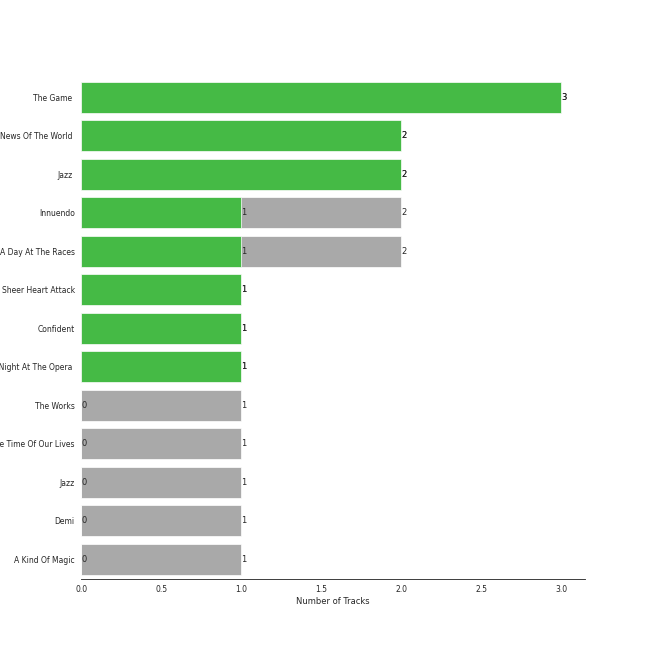 The Game 3
News Of The World 2
Jazz 2
Innuendo 1 2
A Day At The Races 1 2
Sheer Heart Attack 1
Confident 1
Night At The Opera 1
The Works 0 1
Time Of Our Lives 0 1
Jazz 0 1
Demi 0 1
A Kind Of Magic 0 1
0.0 0.5 1.0 1.5 2.0 2.5 3.0
Number of Tracks